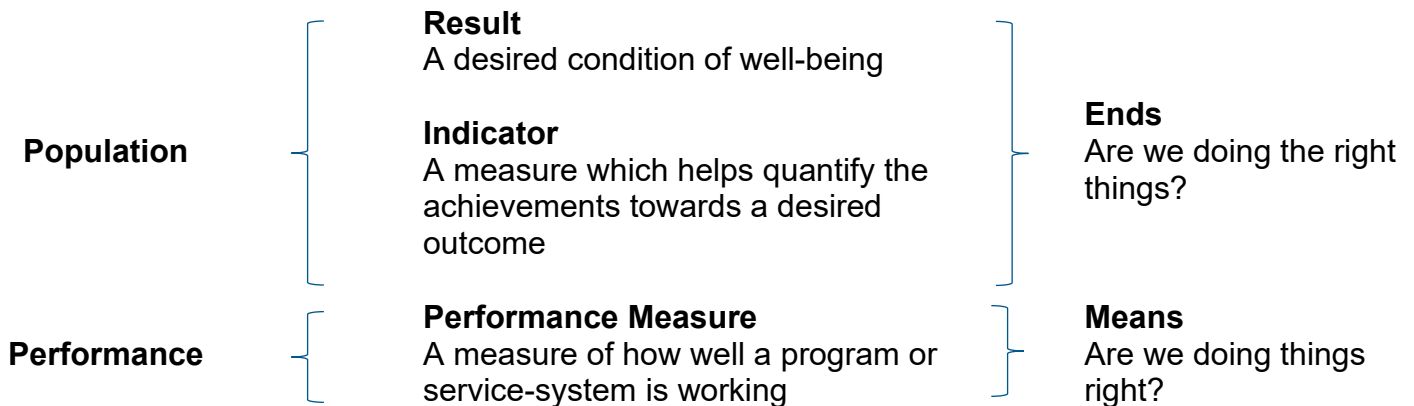 Population
Result
A desired condition of well-being
Indicator
A measure which helps quantify the
achievements towards a desired
outcome
Ends
Are we doing the right
things?
Performance
Performance Measure
A measure of how well a program or
service-system is working
Means
Are we doing things
right?